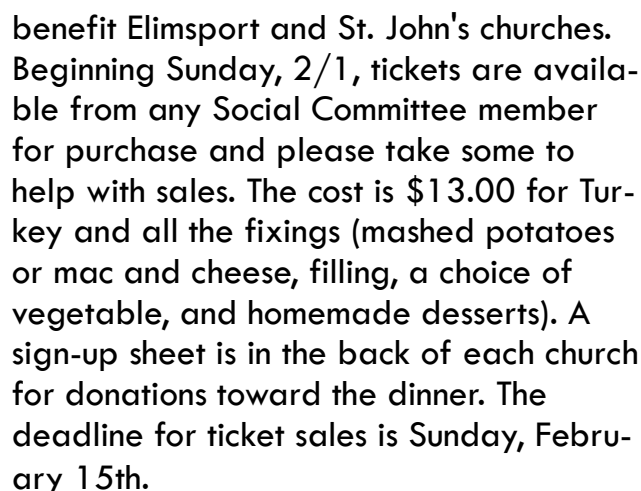 benefit Elimsport and St. John's churches.
Beginning Sunday, 2/1, tickets are availa-
ble from any Social Committee member
for purchase and please take some to
help with sales. The cost is $13.00 for Tur-
key and all the fixings (mashed potatoes
or mac and cheese, filling, a choice of
vegetable, and homemade desserts). A
sign-up sheet is in the back of each church
for donations toward the dinner. The
deadline for ticket sales is Sunday, Febru-
ary 15th.